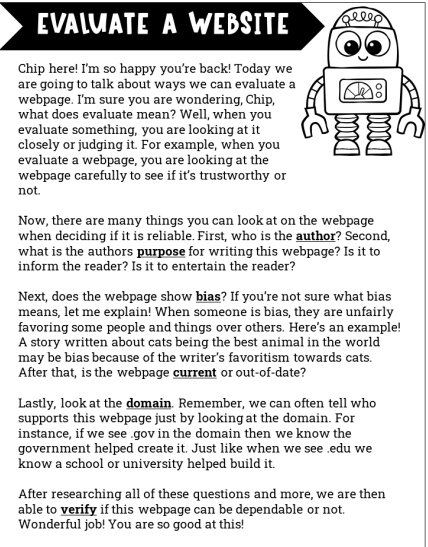 EVALUATE A WEBSITE
Chip here! I'm so happy you're back! Today we
are going to talk about ways we can evaluate a
webpage. I'm sure you are wondering, Chip,
what does evaluate mean? Well, when you
evaluate something, you are looking at it
closely or judging it. For example, when you
evaluate a webpage, you are looking at the
webpage carefully to see if it's trustworthy or
not.
Now, there are many things you can look at on the webpage
when deciding if it is reliable. First, who is the author? Second,
what is the authors purpose for writing this webpage? Is it to
inform the reader? Is it to entertain the reader?
Next, does the webpage show bias? If you're not sure what bias
means, let me explain! When someone is bias, they are unfairly
favoring some people and things over others. Here's an example!
A story written about cats being the best animal in the world
may be bias because of the writer's favoritism towards cats.
After that, is the webpage current or out-of-date?
Lastly, look at the domain. Remember, we can often tell who
supports this webpage just by looking at the domain. For
instance, if we see .gov in the domain then we know the
government helped create it. Just like when we see .edu we
know a school or university helped build it.
After researching all of these questions and more, we are then
able to verify if this webpage can be dependable or not.
Wonderful job! You are so good at this!